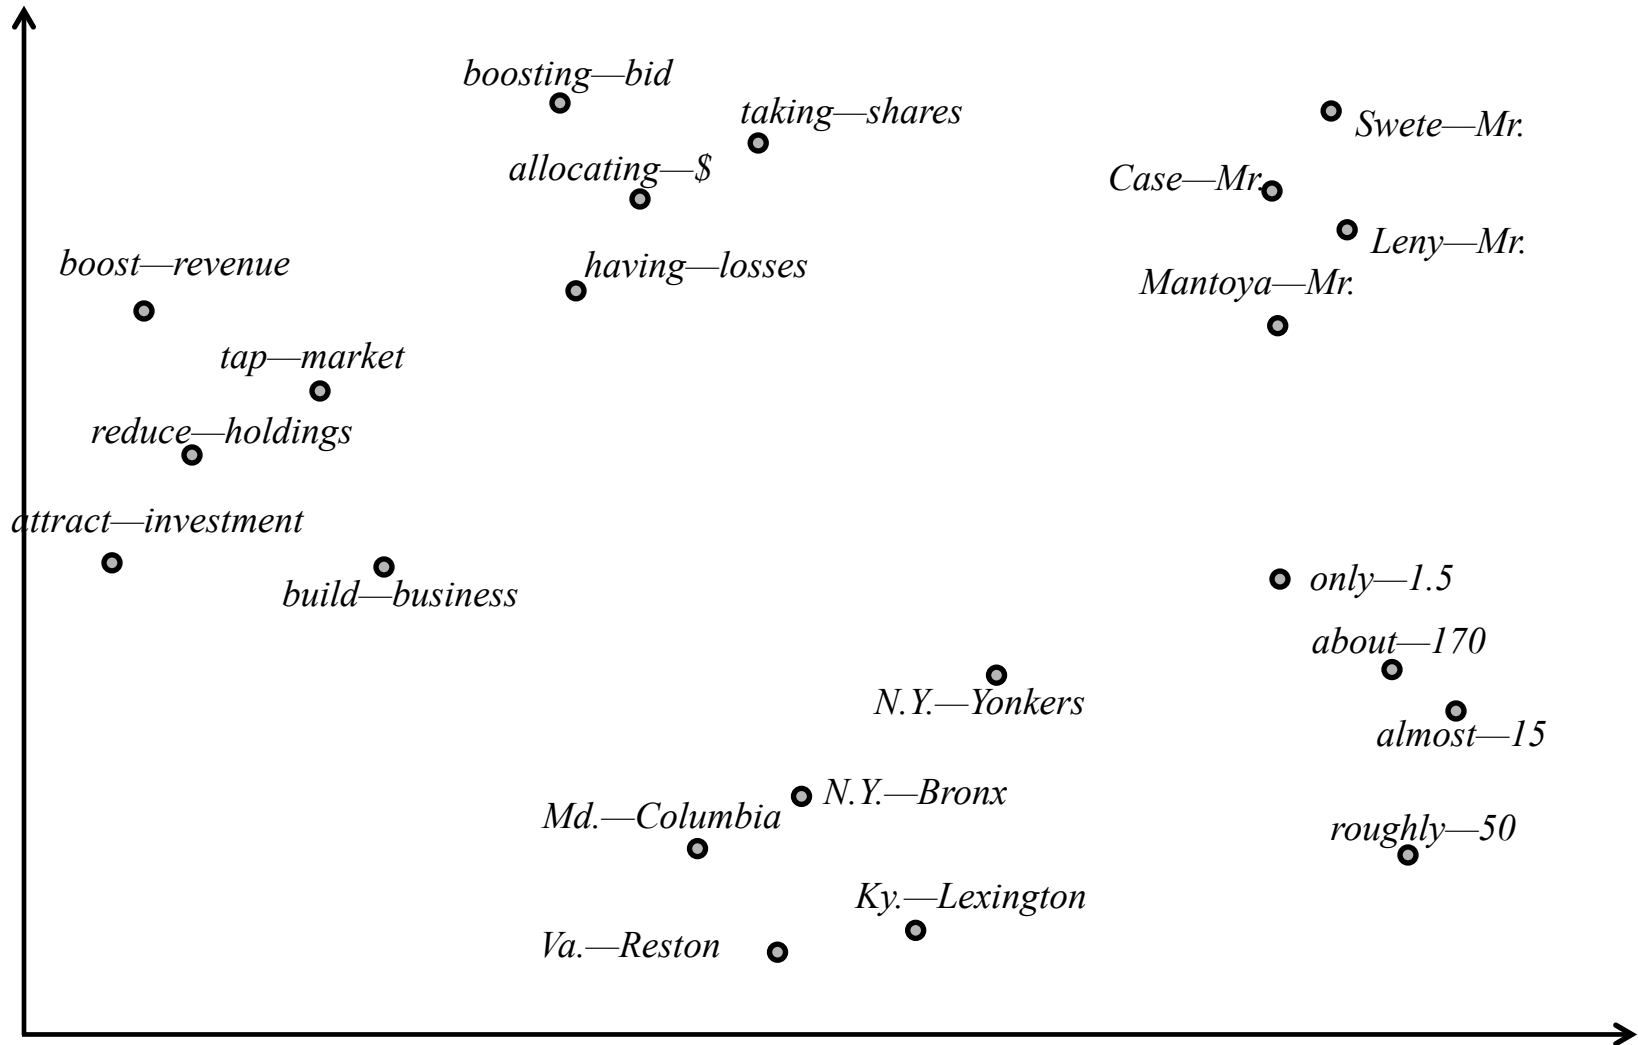 boosting—bid
taking—shares
Swete—Mr.
allocating—$
Case—Mr.
Leny—Mr.
boost—revenue
having—losses
Mantoya—Mr.
tap—market
reduce—holdings
attract—investment
build—business
only—1.5
about—170
N.Y.—Yonkers
almost—15
N.Y.—Bronx
Md.—Columbia
roughly—50
Ky.—Lexington
Va.—Reston